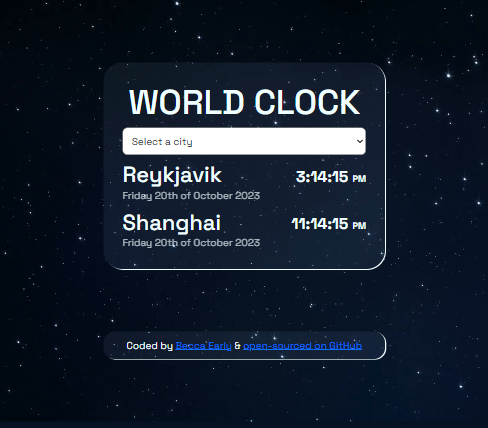 WORLD CLOCK
Select a city
Reykjavik 3:14:15 PM
Friday 20th of October 2023
Shanghai 11:14:15 PM
Friday 20th of October 2023
Coded by Becca Early & open-sourced on GitHub